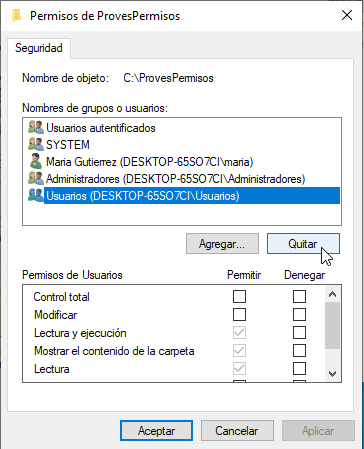 Permisos de ProvesPermisos
Seguridad
Nombre de objeto: C:\ProvesPermisos
Nombres de grupos o usuarios:
Usuarios autentificados
SYSTEM
Maria Gutierrez (DESKTOP-65SO7CI\maria)
Administradores (DESKTOP-65SO7CI\Administradores)
Usuarios (DESKTOP-65SO7CI\Usuarios)
Agregar... Quitar
Permisos de Usuarios Permitir Denegar
Control total
Modificar
Lectura y ejecución
Mostrar el contenido de la carpeta
Lectura
Aceptar Cancelar Aplicar